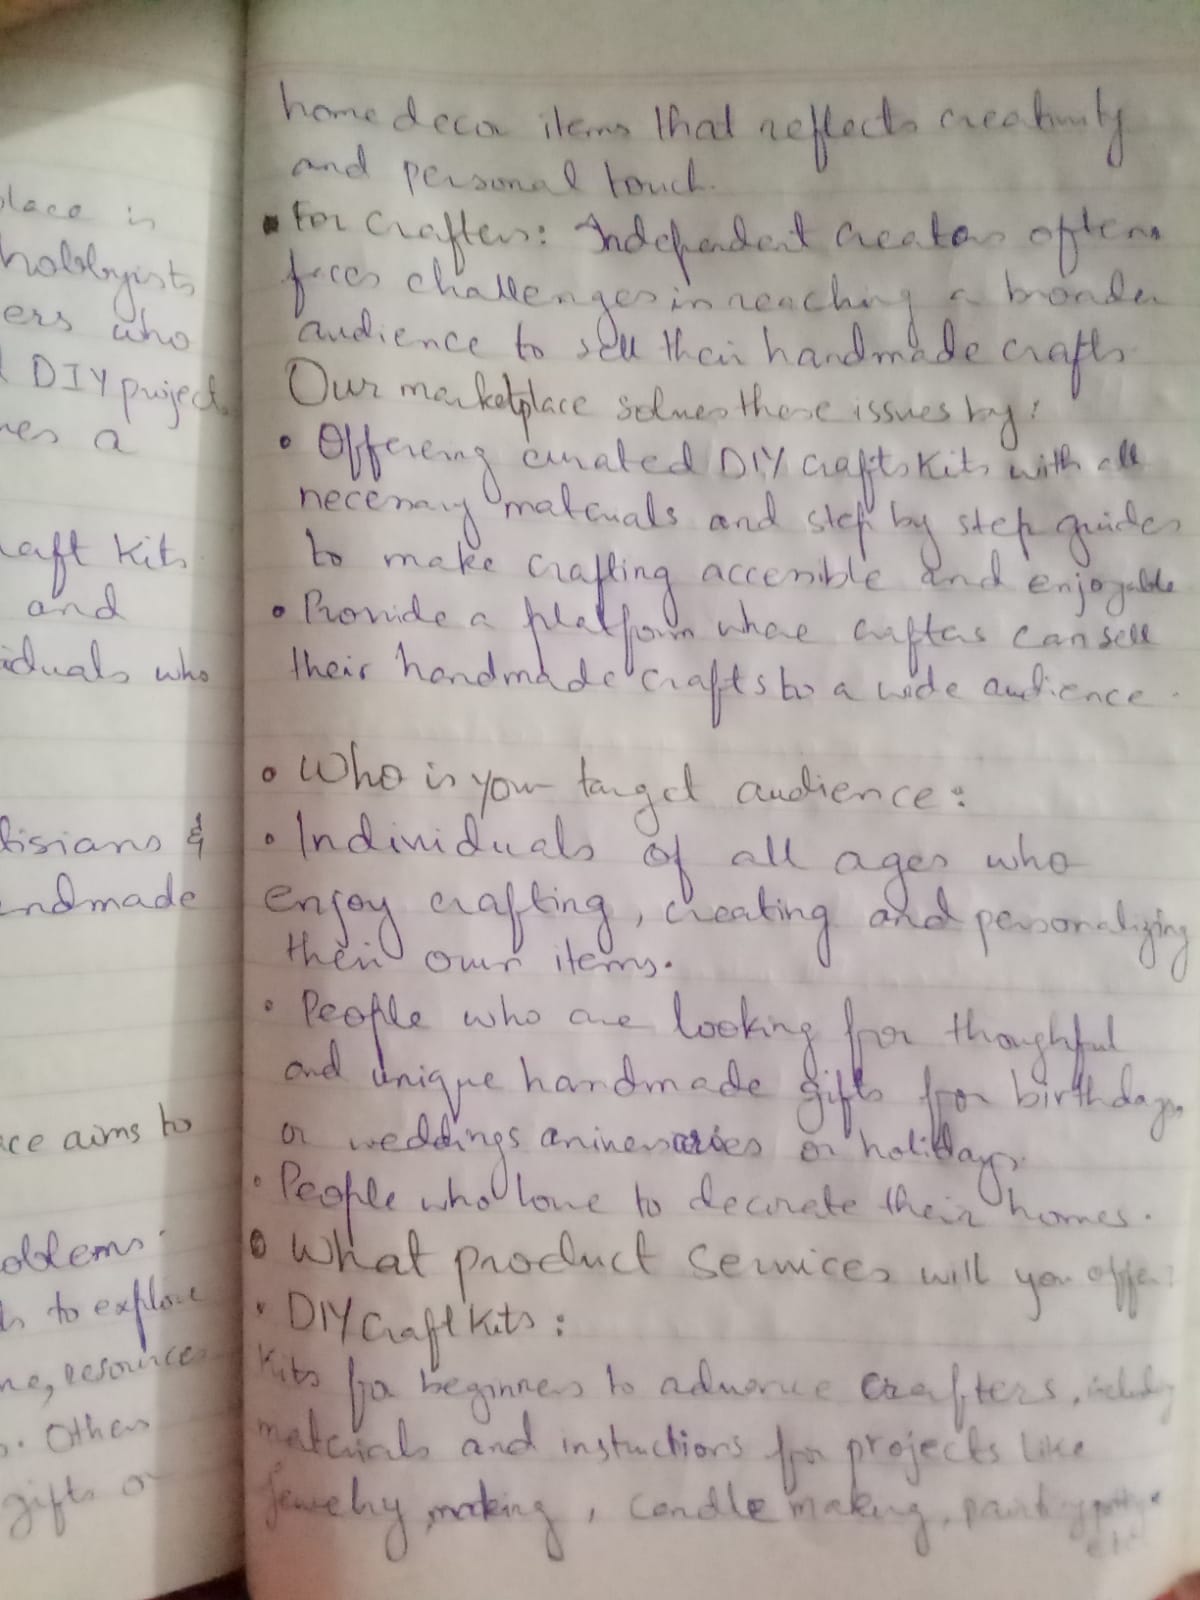 lace is
hobbyists
ers who
DIY project
res a
raft Kits
and
iduals who
tisians &
ndmade
ce aims to
oblems.
to explore
me, resources
Others
gifts or
home decor items that reflects creativity
and personal touch.
• For Crafters: Independent creators often
faces challenges in reaching a broader
audience to sell their handmade crafts
Our marketplace solves these issues by:
• Offering curated DIY crafts Kits with all
necessary materials and step by step guides
to make crafting accessible and enjoyable
• Provide a platform where crafters can sell
their handmade crafts to a wide audience.
• Who is your target audience:
• Individuals of all ages who
enjoy crafting, creating and personalizing
their own items.
• People who are looking for thoughtful
and unique handmade gifts for birthdays
or weddings aniversaries or holidays.
• People who love to decorate their homes.
• What product services will you offer?
• DIY Craft Kits:
Kits for beginners to advance crafters, including
materials and instructions for projects like
Jewelry making, candle making, painting pottery
etc